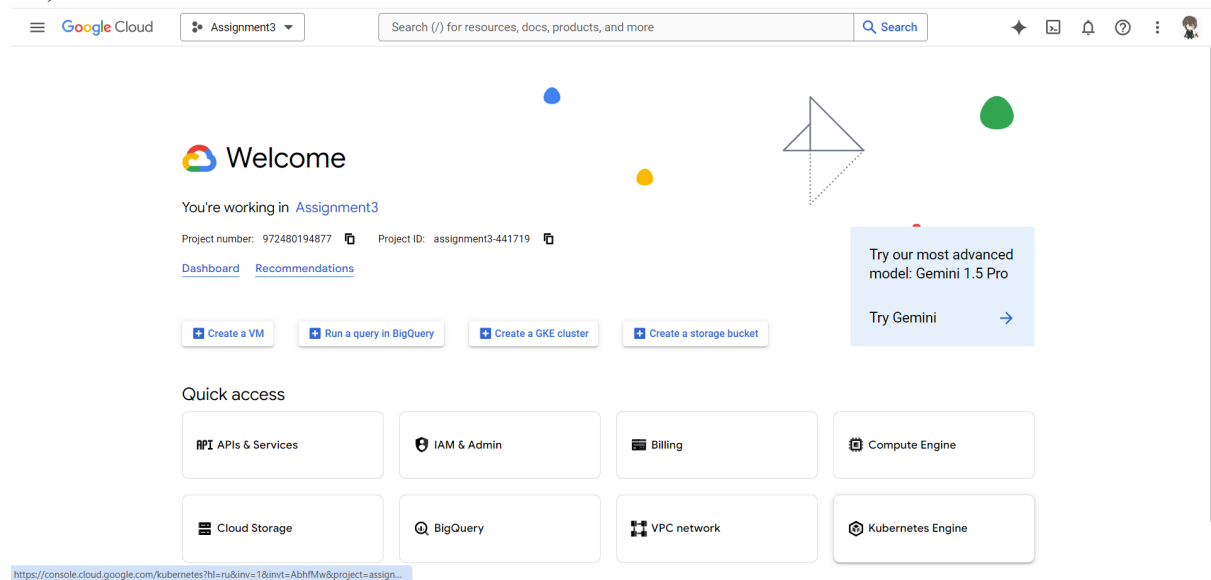 Google Cloud
Assignment3
Search (/) for resources, docs, products, and more
Search
Welcome
You're working in Assignment3
Project number: 972480194877 Project ID: assignment3-441719
Dashboard Recommendations
Try our most advanced
model: Gemini 1.5 Pro
Try Gemini
Create a VM
Run a query in BigQuery
Create a GKE cluster
Create a storage bucket
Quick access
API APIs & Services
IAM & Admin
Billing
Compute Engine
Cloud Storage
BigQuery
VPC network
Kubernetes Engine
https://console.cloud.google.com/kubernetes?hl=ru&inv=1&invt=AbhfMw&project=assign...